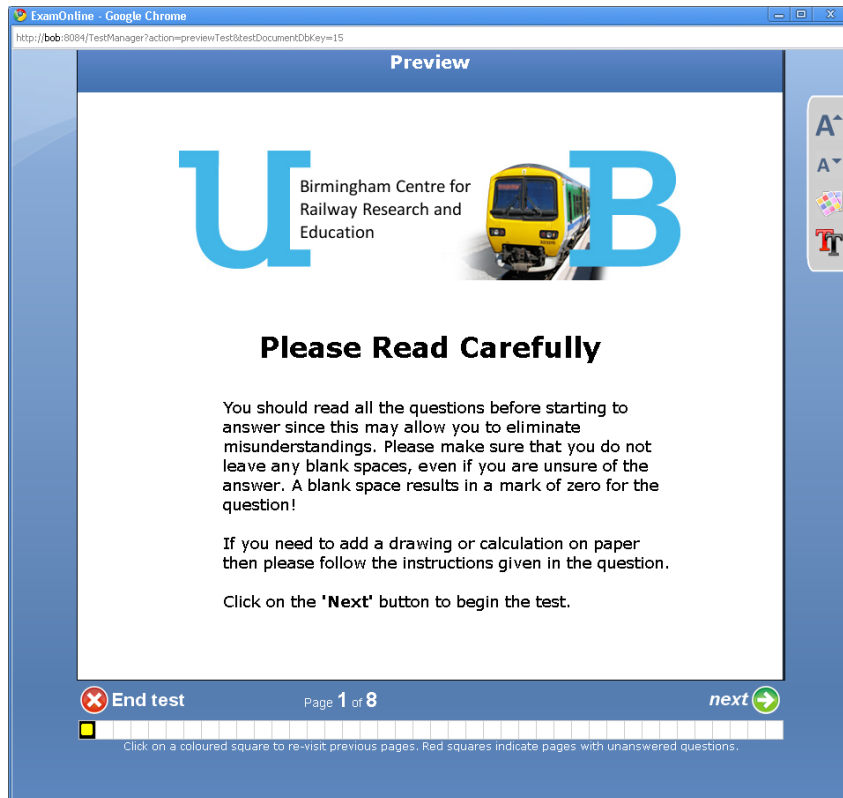 ExamOnline - Google Chrome
http://bob:8084/TestManager?action=previewTest&testDocumentDbKey=15
Preview
U B
Birmingham Centre for
Railway Research and
Education
Please Read Carefully
You should read all the questions before starting to
answer since this may allow you to eliminate
misunderstandings. Please make sure that you do not
leave any blank spaces, even if you are unsure of the
answer. A blank space results in a mark of zero for the
question!
If you need to add a drawing or calculation on paper
then please follow the instructions given in the question.
Click on the 'Next' button to begin the test.
A
A
TT
End test
Page 1 of 8
next
Click on a coloured square to re-visit previous pages. Red squares indicate pages with unanswered questions.